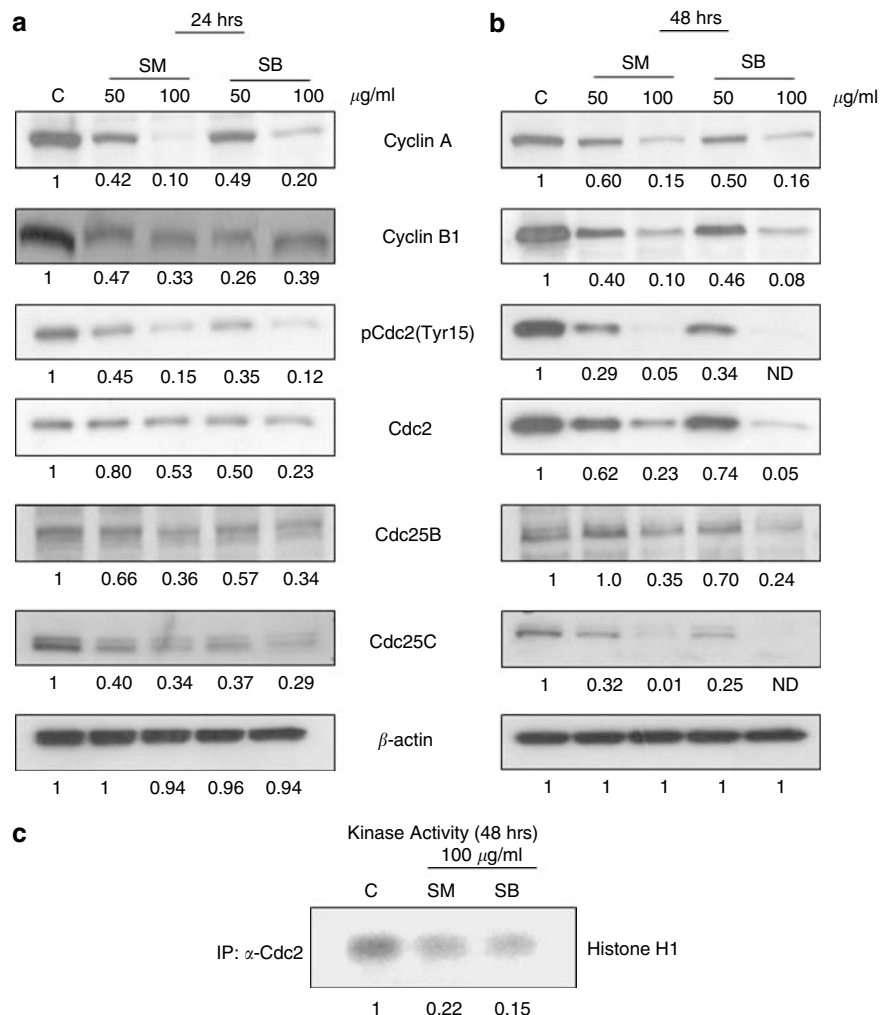 a
24 hrs
SM SB
C 50 100 50 100 μg/ml
Cyclin A
1 0.42 0.10 0.49 0.20
Cyclin B1
1 0.47 0.33 0.26 0.39
pCdc2(Tyr15)
1 0.45 0.15 0.35 0.12
Cdc2
1 0.80 0.53 0.50 0.23
Cdc25B
1 0.66 0.36 0.57 0.34
Cdc25C
1 0.40 0.34 0.37 0.29
β-actin
1 1 0.94 0.96 0.94
b
48 hrs
SM SB
C 50 100 50 100 μg/ml
1 0.60 0.15 0.50 0.16
1 0.40 0.10 0.46 0.08
1 0.29 0.05 0.34 ND
1 0.62 0.23 0.74 0.05
1 1.0 0.35 0.70 0.24
1 0.32 0.01 0.25 ND
1 1 1 1 1
c
Kinase Activity (48 hrs)
100 μg/ml
C SM SB
IP: α-Cdc2 Histone H1
1 0.22 0.15